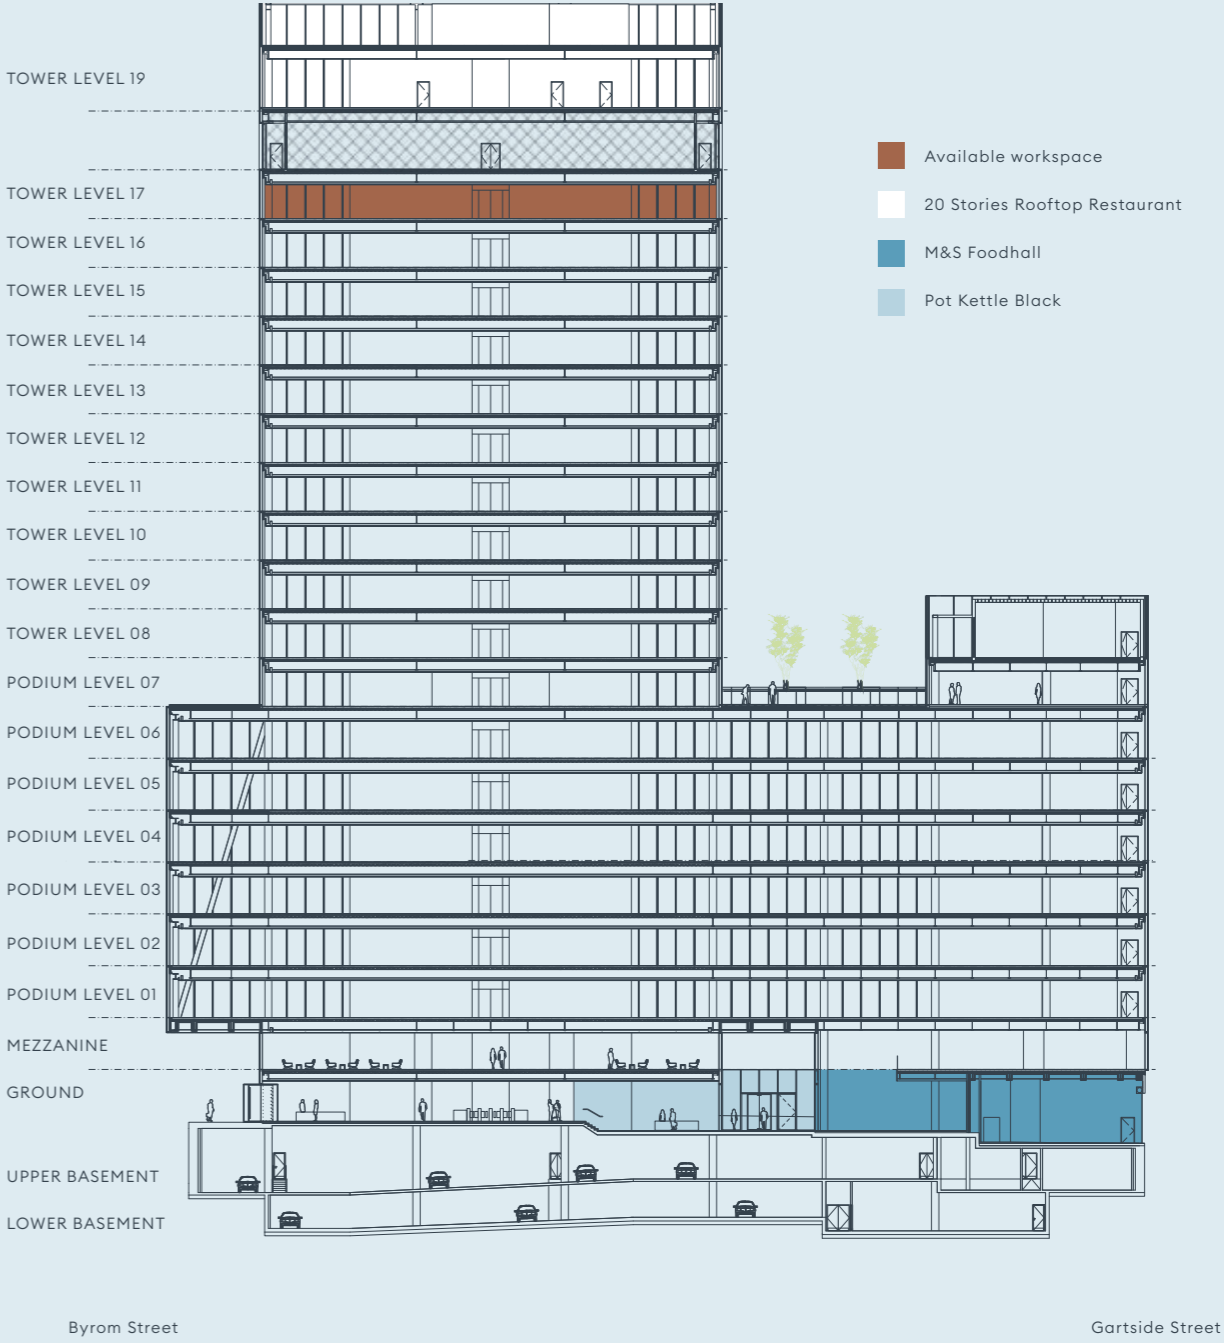 TOWER LEVEL 19
TOWER LEVEL 17
TOWER LEVEL 16
TOWER LEVEL 15
TOWER LEVEL 14
TOWER LEVEL 13
TOWER LEVEL 12
TOWER LEVEL 11
TOWER LEVEL 10
TOWER LEVEL 09
TOWER LEVEL 08
PODIUM LEVEL 07
PODIUM LEVEL 06
PODIUM LEVEL 05
PODIUM LEVEL 04
PODIUM LEVEL 03
PODIUM LEVEL 02
PODIUM LEVEL 01
MEZZANINE
GROUND
UPPER BASEMENT
LOWER BASEMENT
Available workspace
20 Stories Rooftop Restaurant
M&S Foodhall
Pot Kettle Black
Byrom Street
Gartside Street